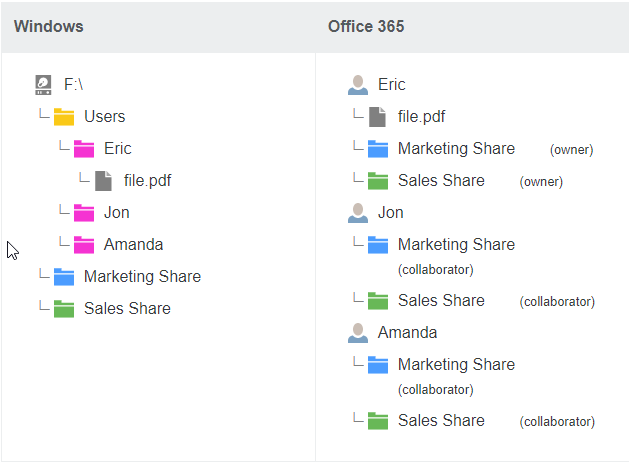 Windows
Office 365
F:\
Users
Eric
file.pdf
Jon
Amanda
Marketing Share
Sales Share
Eric
file.pdf
Marketing Share (owner)
Sales Share (owner)
Jon
Marketing Share
(collaborator)
Sales Share (collaborator)
Amanda
Marketing Share
(collaborator)
Sales Share (collaborator)